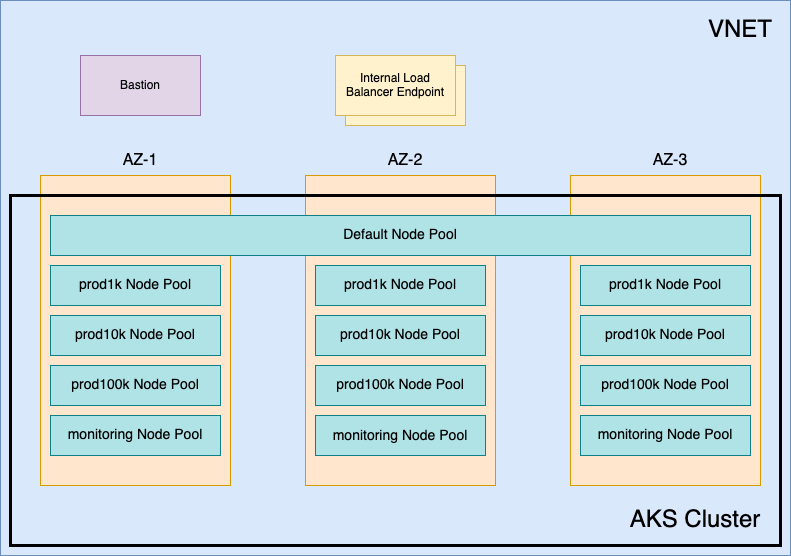 VNET
Bastion
Internal Load
Balancer Endpoint
AZ-1
AZ-2
AZ-3
Default Node Pool
prod1k Node Pool
prod1k Node Pool
prod1k Node Pool
prod10k Node Pool
prod10k Node Pool
prod10k Node Pool
prod100k Node Pool
prod100k Node Pool
prod100k Node Pool
monitoring Node Pool
monitoring Node Pool
monitoring Node Pool
AKS Cluster